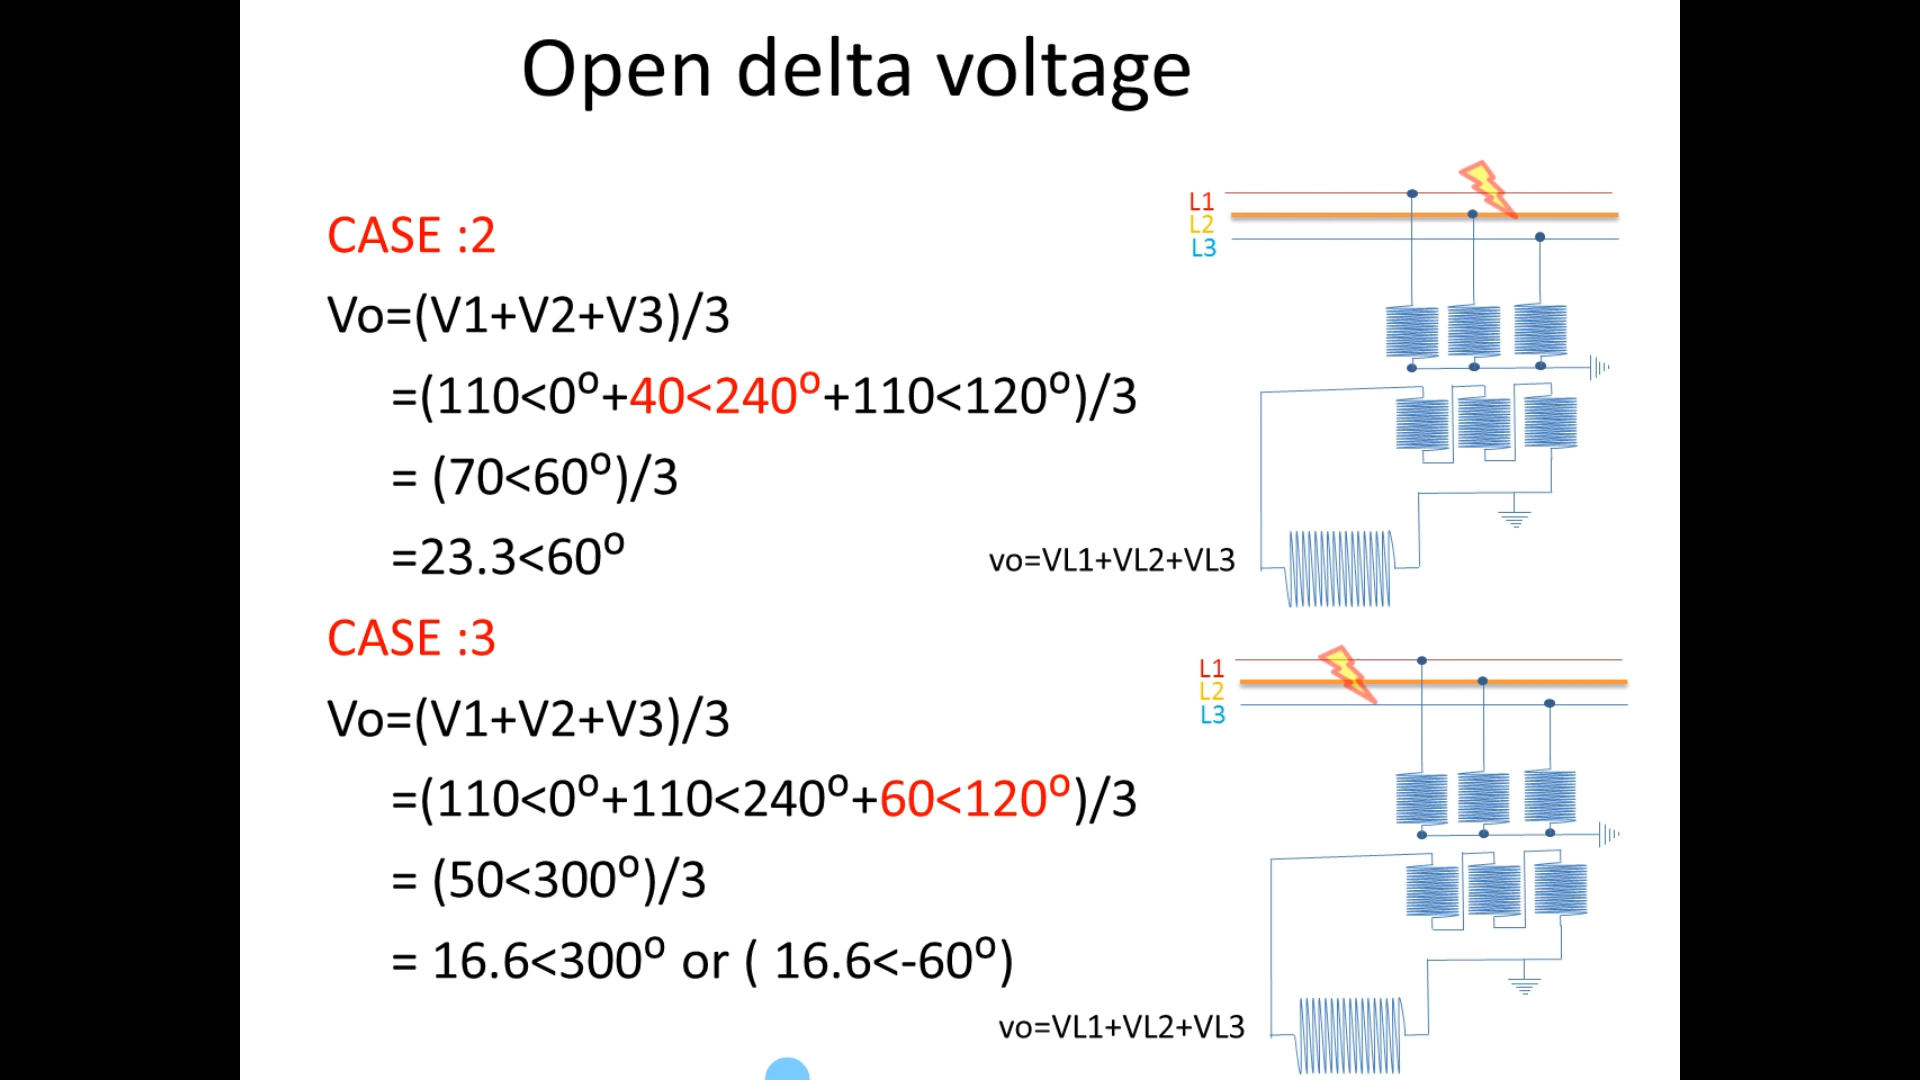 Open delta voltage
CASE :2
Vo=(V1+V2+V3)/3
=(110<0⁰+40<240⁰+110<120⁰)/3
= (70<60⁰)/3
=23.3<60⁰
L1
L2
L3
vo=VL1+VL2+VL3
CASE :3
Vo=(V1+V2+V3)/3
=(110<0⁰+110<240⁰+60<120⁰)/3
= (50<300⁰)/3
= 16.6<300⁰ or ( 16.6<-60⁰)
L1
L2
L3
vo=VL1+VL2+VL3